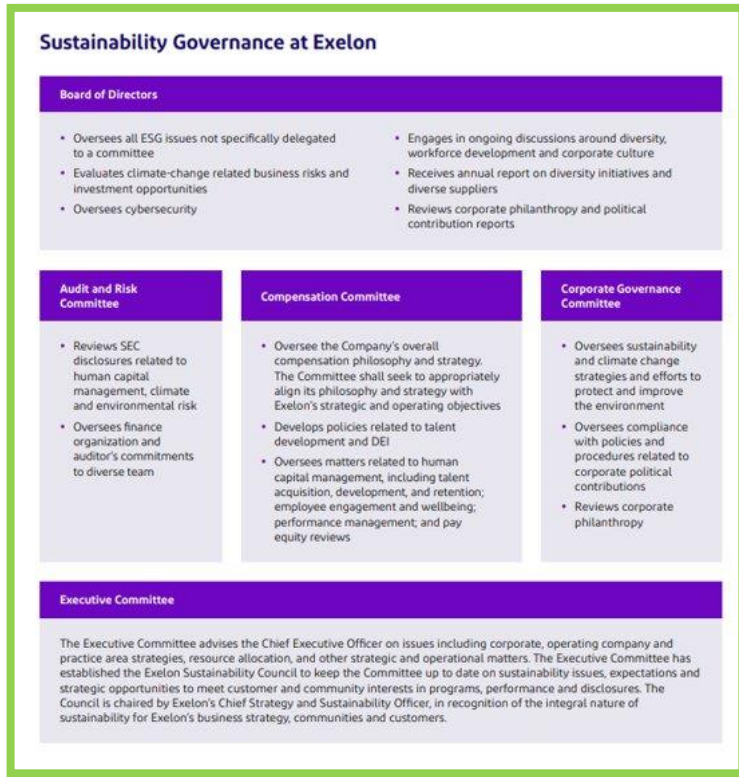 Sustainability Governance at Exelon
Board of Directors
• Oversees all ESG issues not specifically delegated
to a committee
• Evaluates climate-change related business risks and
investment opportunities
• Oversees cybersecurity
• Engages in ongoing discussions around diversity,
workforce development and corporate culture
• Receives annual report on diversity initiatives and
diverse suppliers
• Reviews corporate philanthropy and political
contribution reports
Audit and Risk
Committee
• Reviews SEC
disclosures related to
human capital
management, climate
and environmental risk
• Oversees finance
organization and
auditor's commitments
to diverse team
Compensation Committee
• Oversee the Company's overall
compensation philosophy and strategy.
The Committee shall seek to appropriately
align its philosophy and strategy with
Exelon's strategic and operating objectives
• Develops policies related to talent
development and DEI
• Oversees matters related to human
capital management, including talent
acquisition, development, and retention;
employee engagement and wellbeing;
performance management; and pay
equity reviews
Corporate Governance
Committee
• Oversees sustainability
and climate change
strategies and efforts to
protect and improve
the environment
• Oversees compliance
with policies and
procedures related to
corporate political
contributions
• Reviews corporate
philanthropy
Executive Committee
The Executive Committee advises the Chief Executive Officer on issues including corporate, operating company and
practice area strategies, resource allocation, and other strategic and operational matters. The Executive Committee has
established the Exelon Sustainability Council to keep the Committee up to date on sustainability issues, expectations and
strategic opportunities to meet customer and community interests in programs, performance and disclosures. The
Council is chaired by Exelon's Chief Strategy and Sustainability Officer, in recognition of the integral nature of
sustainability for Exelon's business strategy, communities and customers.